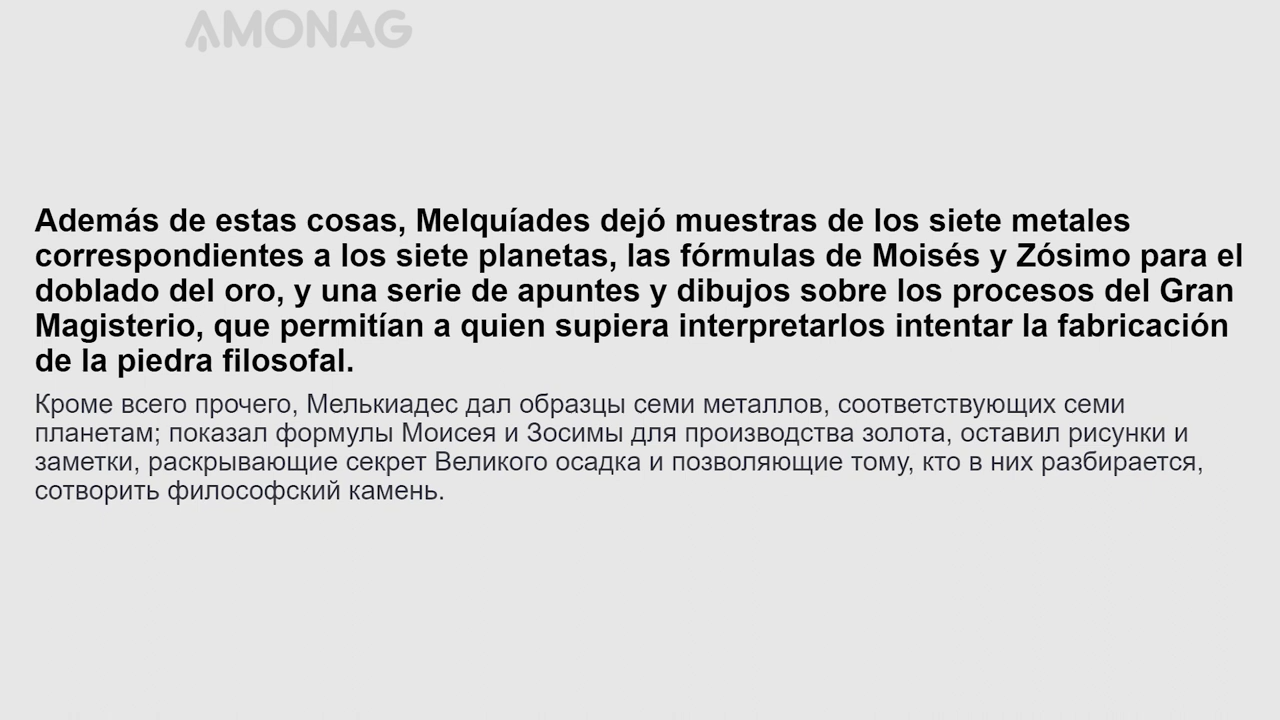 AMONAG
Además de estas cosas, Melquíades dejó muestras de los siete metales
correspondientes a los siete planetas, las fórmulas de Moisés y Zósimo para el
doblado del oro, y una serie de apuntes y dibujos sobre los procesos del Gran
Magisterio, que permitían a quien supiera interpretarlos intentar la fabricación
de la piedra filosofal.
Кроме всего прочего, Мелькиадес дал образцы семи металлов, соответствующих семи
планетам; показал формулы Моисея и Зосимы для производства золота, оставил рисунки и
заметки, раскрывающие секрет Великого осадка и позволяющие тому, кто в них разбирается,
сотворить философский камень.